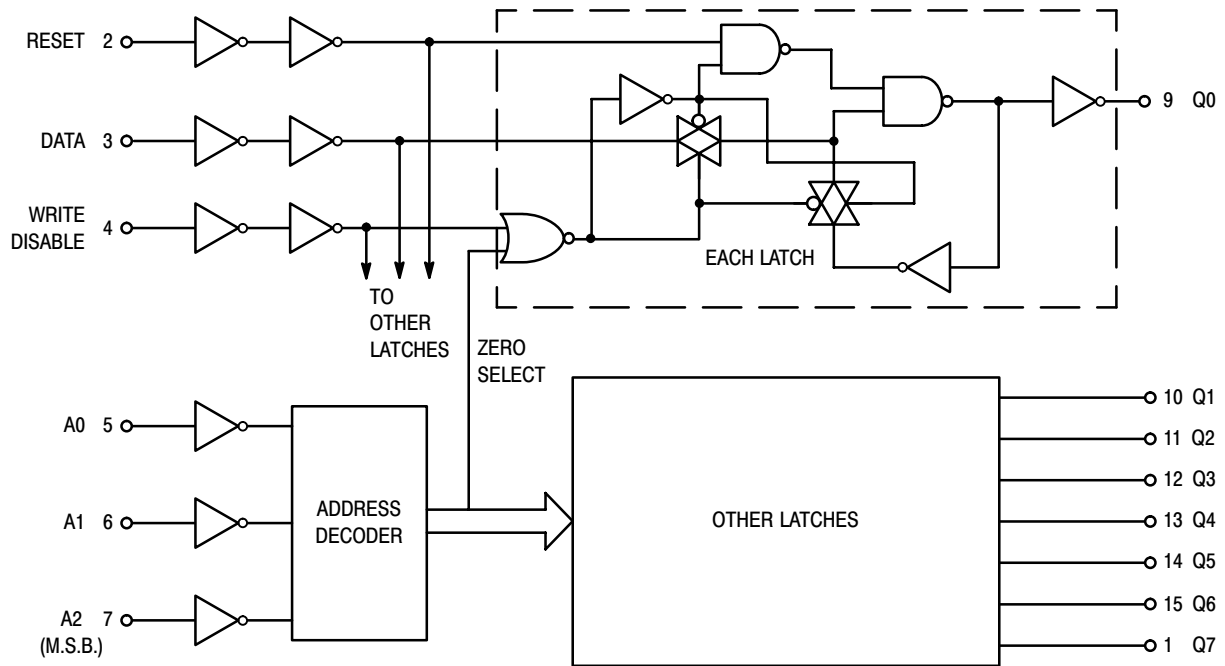 RESET 2
9 Q0
DATA 3
WRITE
DISABLE 4
EACH LATCH
TO
OTHER
LATCHES
ZERO
SELECT
A0 5
A1 6
A2 7
(M.S.B.)
ADDRESS
DECODER
OTHER LATCHES
10 Q1
11 Q2
12 Q3
13 Q4
14 Q5
15 Q6
1 Q7